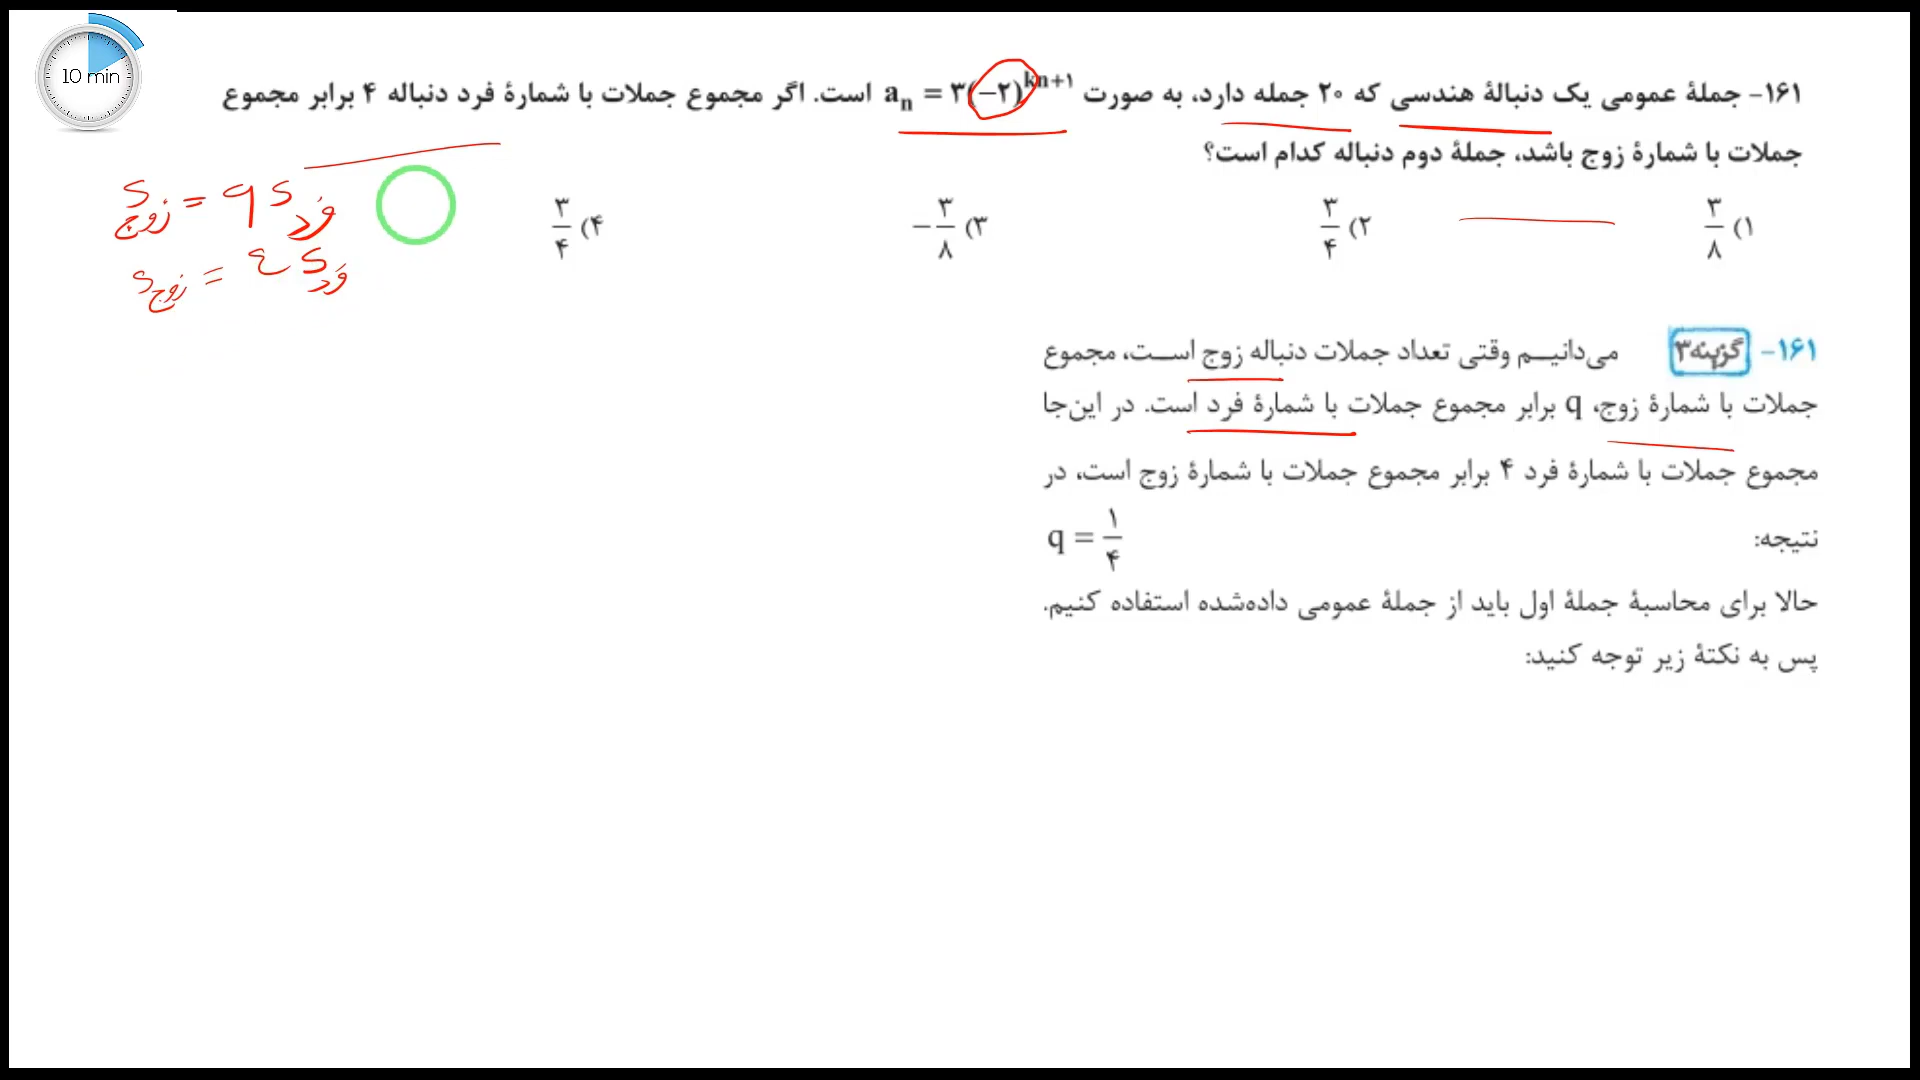 10 min
۱۶۱- جملهٔ عمومی یک دنبالهٔ هندسی که ۲۰ جمله دارد، به صورت aₙ = ۳(−۲)^(kn+۱) است. اگر مجموع جملات با شمارهٔ فرد دنباله ۴ برابر مجموع
جملات با شمارهٔ زوج باشد، جملهٔ دوم دنباله کدام است؟
۱) ۳/۸ ۲) ۳/۴ ۳) −۳/۸ ۴) ۳/۴
S زوج = q S فرد
S زوج = ٤ S فرد
۱۶۱- گزینه۳ می‌دانیـــم وقتی تعداد جملات دنباله زوج اســت، مجموع
جملات با شمارهٔ زوج، q برابر مجموع جملات با شمارهٔ فرد است. در این‌جا
مجموع جملات با شمارهٔ فرد ۴ برابر مجموع جملات با شمارهٔ زوج است، در
نتیجه: q = ۱/۴
حالا برای محاسبهٔ جملهٔ اول باید از جملهٔ عمومی داده‌شده استفاده کنیم.
پس به نکتهٔ زیر توجه کنید: